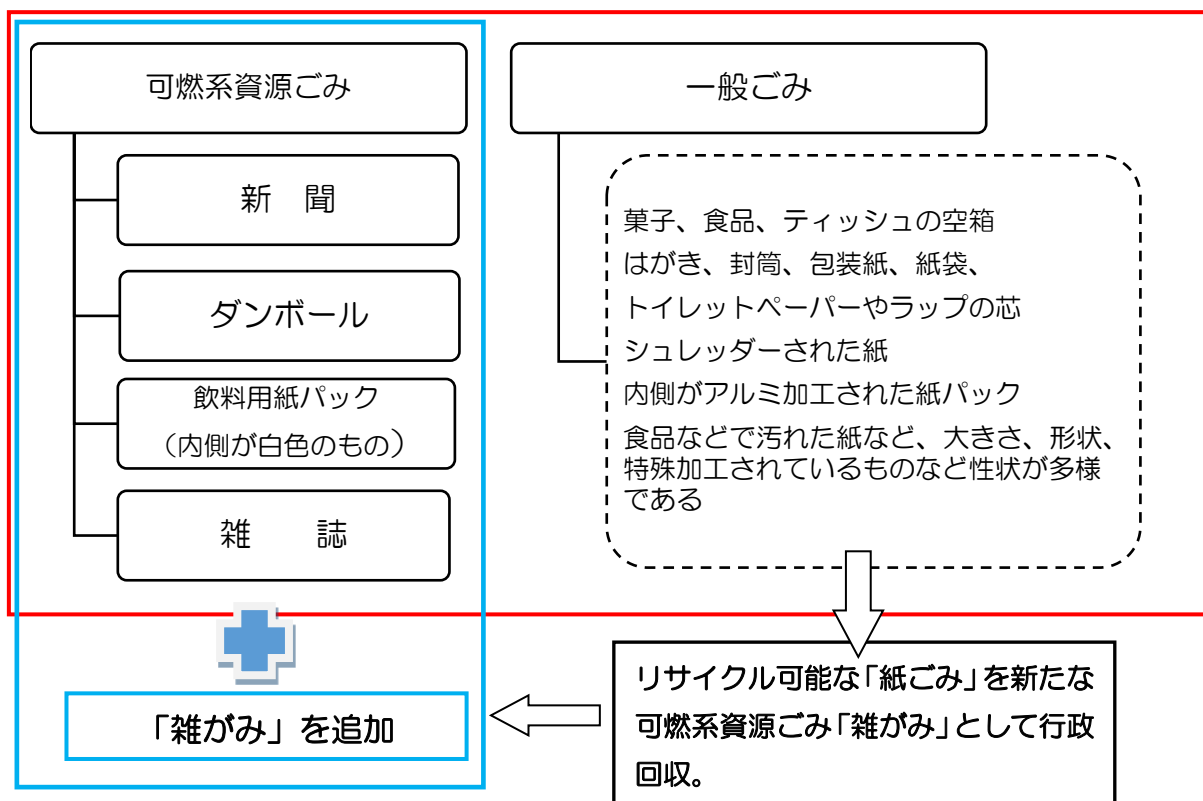 可燃系資源ごみ
新　聞
ダンボール
飲料用紙パック
（内側が白色のもの）
雑　　誌
「雑がみ」を追加
一般ごみ
菓子、食品、ティッシュの空箱
はがき、封筒、包装紙、紙袋、
トイレットペーパーやラップの芯
シュレッダーされた紙
内側がアルミ加工された紙パック
食品などで汚れた紙など、大きさ、形状、
特殊加工されているものなど性状が多様
である
リサイクル可能な「紙ごみ」を新たな
可燃系資源ごみ「雑がみ」として行政
回収。